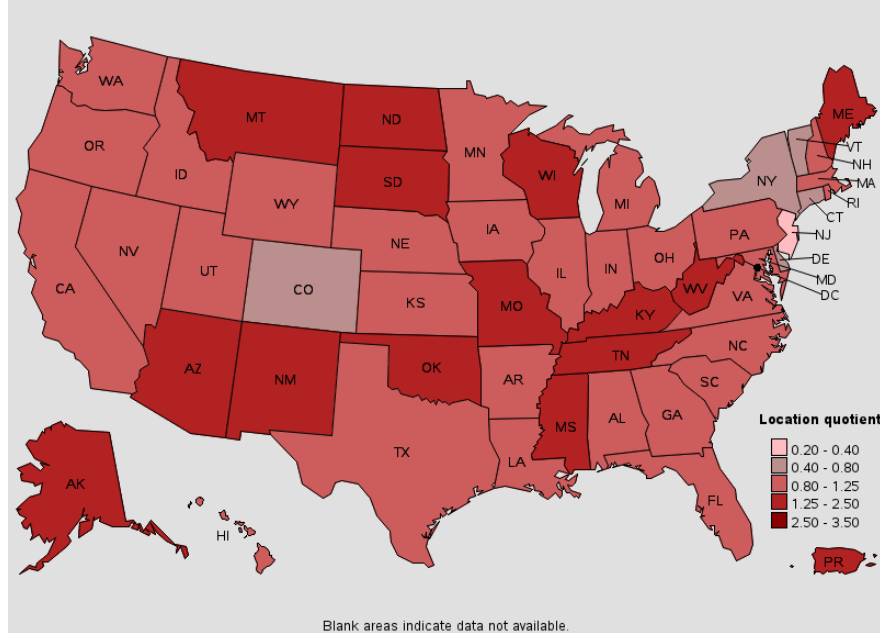 WA
MT
ND
ME
OR
MN
VT
ID
SD
WI
NH
NY
MA
WY
MI
RI
CT
IA
PA
NJ
NE
NV
OH
UT
IL
IN
DE
CA
CO
WV
MD
VA
DC
KS
MO
KY
NC
TN
AZ
OK
NM
AR
SC
MS
AL
GA
TX
LA
FL
AK
HI
PR
Location quotient
0.20 - 0.40
0.40 - 0.80
0.80 - 1.25
1.25 - 2.50
2.50 - 3.50
Blank areas indicate data not available.